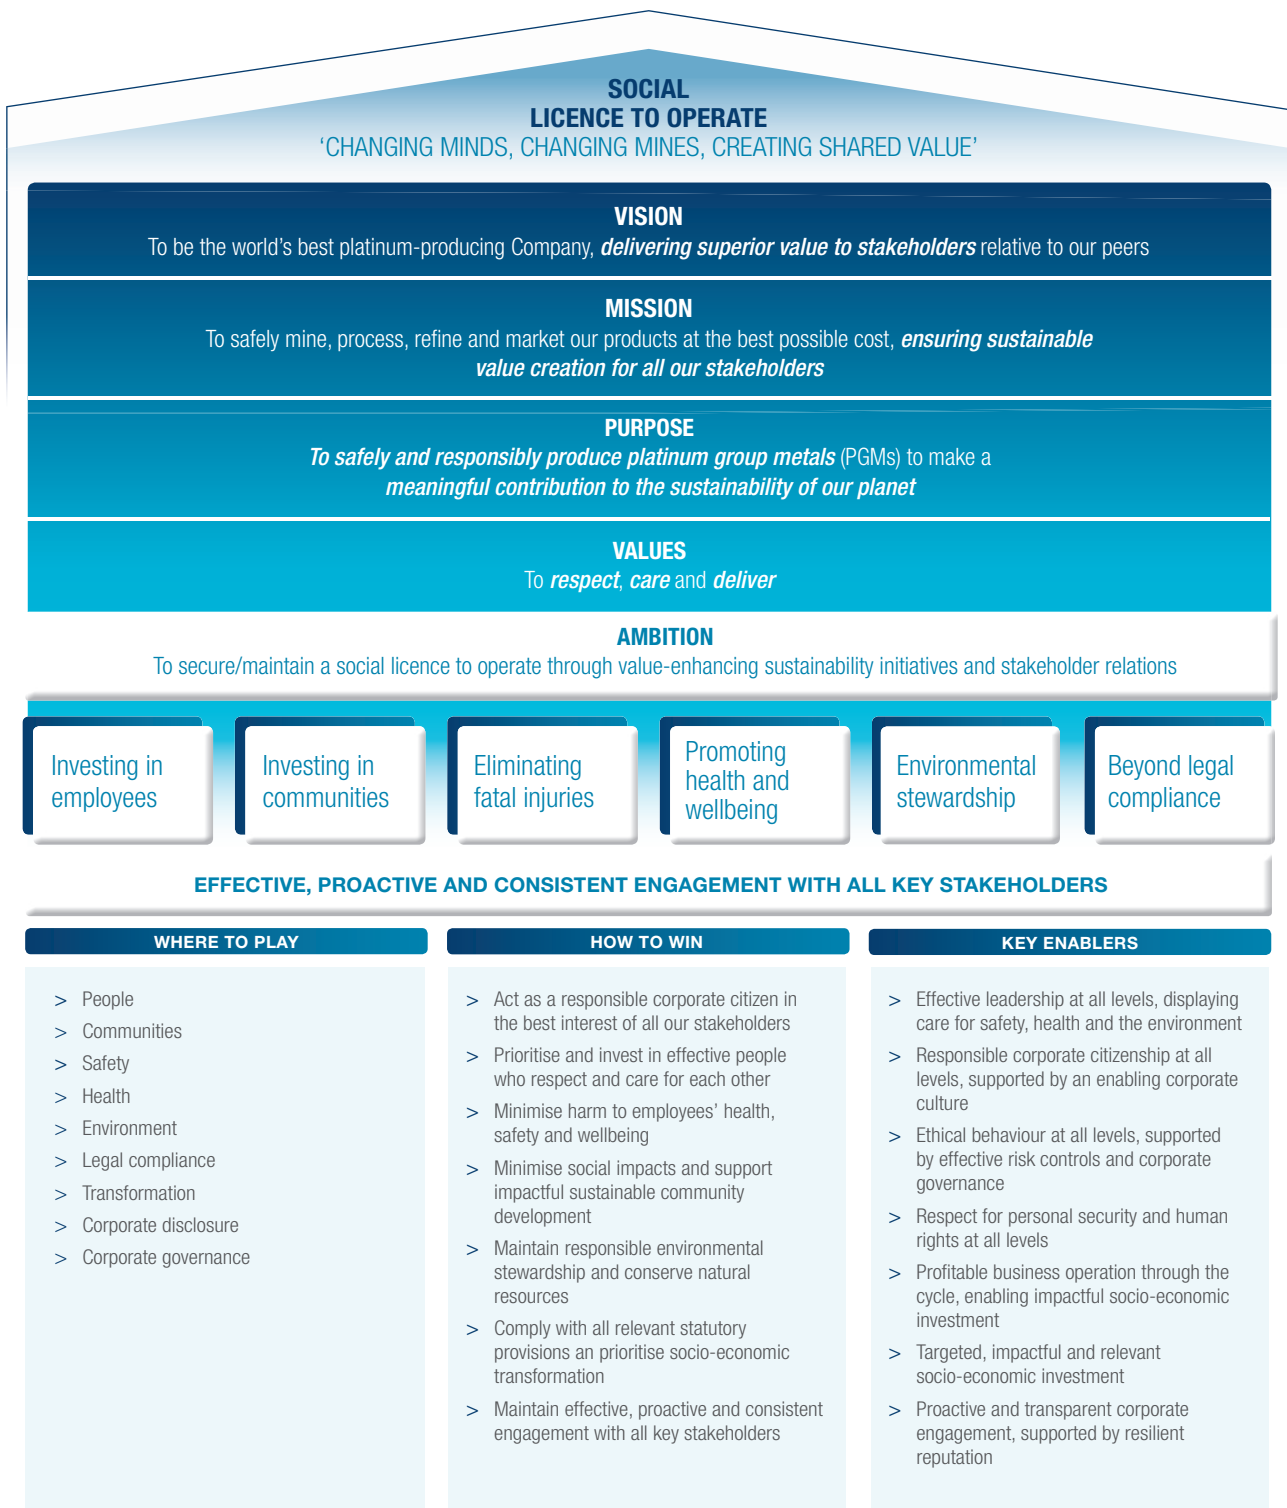 SOCIAL
LICENCE TO OPERATE
‘CHANGING MINDS, CHANGING MINES, CREATING SHARED VALUE’
VISION
To be the world’s best platinum-producing Company, delivering superior value to stakeholders relative to our peers
MISSION
To safely mine, process, refine and market our products at the best possible cost, ensuring sustainable
value creation for all our stakeholders
PURPOSE
To safely and responsibly produce platinum group metals (PGMs) to make a
meaningful contribution to the sustainability of our planet
VALUES
To respect, care and deliver
AMBITION
To secure/maintain a social licence to operate through value-enhancing sustainability initiatives and stakeholder relations
Investing in
employees
Investing in
communities
Eliminating
fatal injuries
Promoting
health and
wellbeing
Environmental
stewardship
Beyond legal
compliance
EFFECTIVE, PROACTIVE AND CONSISTENT ENGAGEMENT WITH ALL KEY STAKEHOLDERS
WHERE TO PLAY
> People
> Communities
> Safety
> Health
> Environment
> Legal compliance
> Transformation
> Corporate disclosure
> Corporate governance
HOW TO WIN
> Act as a responsible corporate citizen in
the best interest of all our stakeholders
> Prioritise and invest in effective people
who respect and care for each other
> Minimise harm to employees’ health,
safety and wellbeing
> Minimise social impacts and support
impactful sustainable community
development
> Maintain responsible environmental
stewardship and conserve natural
resources
> Comply with all relevant statutory
provisions an prioritise socio-economic
transformation
> Maintain effective, proactive and consistent
engagement with all key stakeholders
KEY ENABLERS
> Effective leadership at all levels, displaying
care for safety, health and the environment
> Responsible corporate citizenship at all
levels, supported by an enabling corporate
culture
> Ethical behaviour at all levels, supported
by effective risk controls and corporate
governance
> Respect for personal security and human
rights at all levels
> Profitable business operation through the
cycle, enabling impactful socio-economic
investment
> Targeted, impactful and relevant
socio-economic investment
> Proactive and transparent corporate
engagement, supported by resilient
reputation